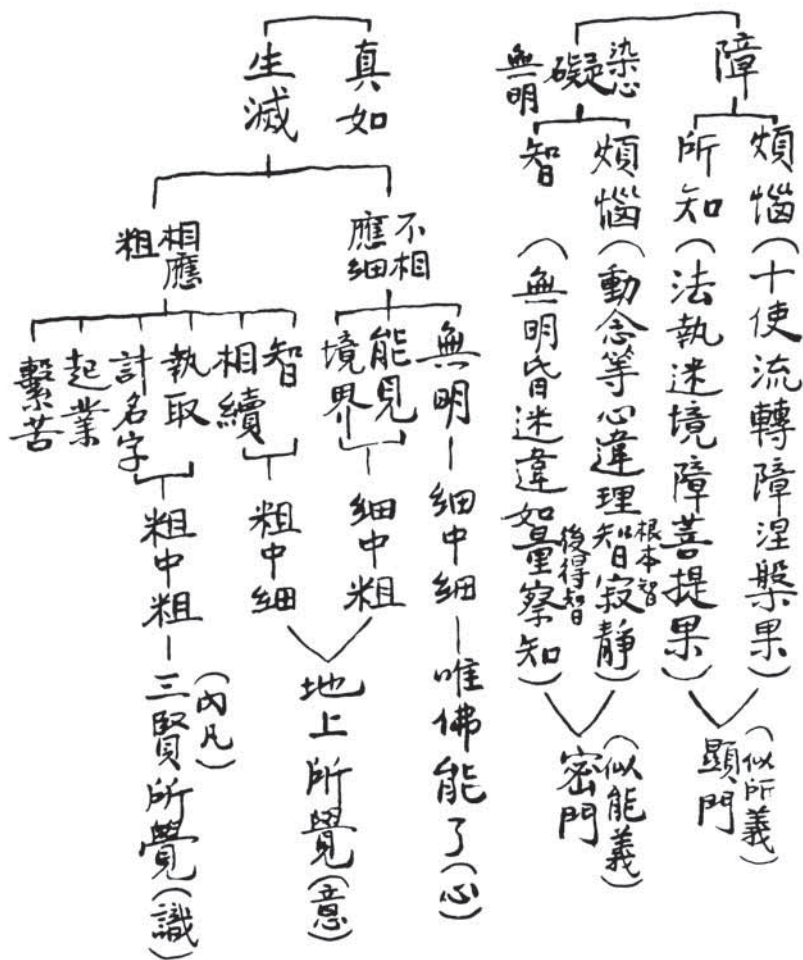 障
煩惱（十使流轉障涅槃果）
所知（法執迷境障菩提果）
顯門
（似所義）
礙
染心
無明
煩惱（動念等心違理智寂靜）
根本智
智（無明昏迷違如量察知）
後得智
密門
（似能義）
真如
生滅
不相應細
無明－細中細－唯佛能了（心）
能見
境界
細中粗
相應粗
智
相續
粗中細
地上所覺（意）
執取
計名字
粗中粗－三賢所覺（識）
（內凡）
起業
繫苦